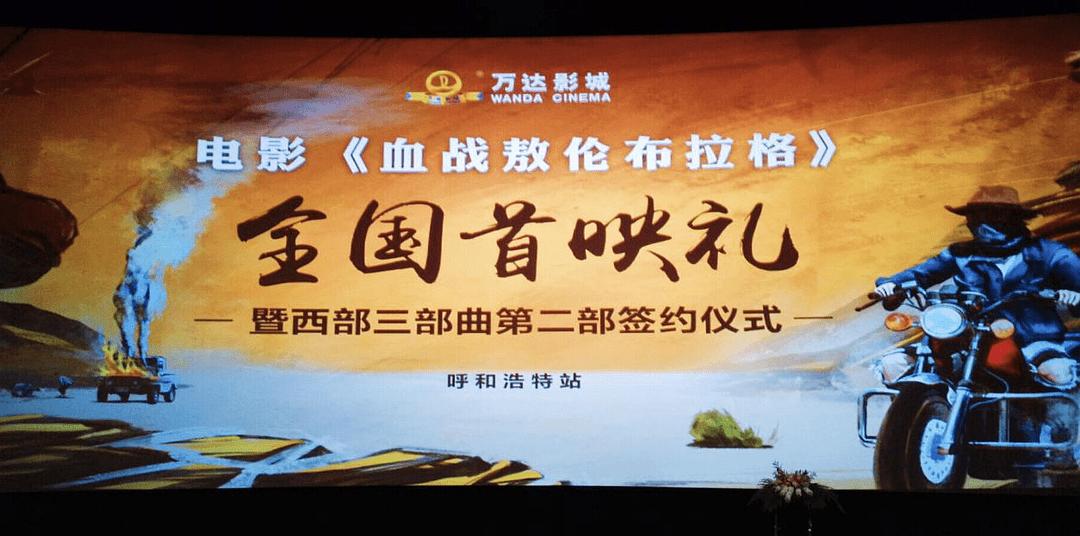 万达影城
WANDA CINEMA
电影《血战敖伦布拉格》
全国首映礼
暨西部三部曲第二部签约仪式
呼和浩特站